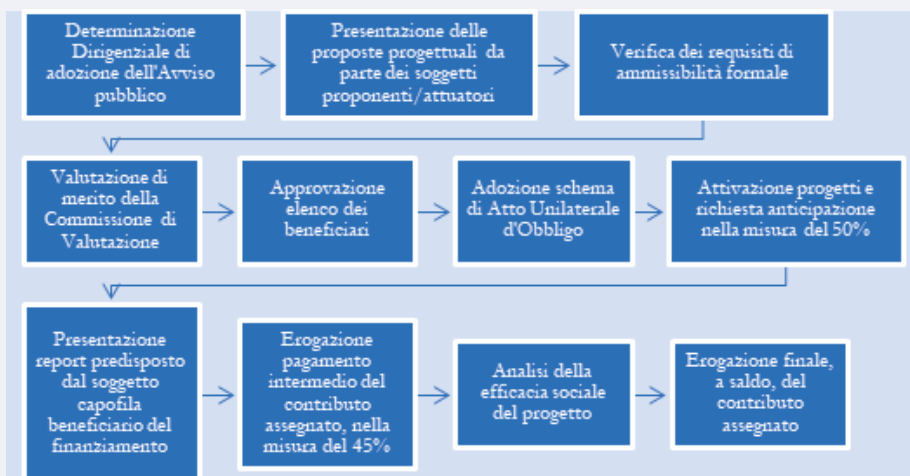 Determinazione
Dirigenziale di
adozione dell'Avviso
pubblico
Presentazione delle
proposte progettuali da
parte dei soggetti
proponenti/attuatori
Verifica dei requisiti di
ammissibilità formale
Valutazione di
merito della
Commissione di
Valutazione
Approvazione
elenco dei
beneficiari
Adozione schema
di Atto Unilaterale
d'Obbligo
Attivazione progetti e
richiesta anticipazione
nella misura del 50%
Presentazione
report predisposto
dal soggetto
capofila
beneficiario del
finanziamento
Erogazione
pagamento
intermedio del
contributo
assegnato, nella
misura del 45%
Analisi della
efficacia sociale
del progetto
Erogazione finale,
a saldo, del
contributo
assegnato